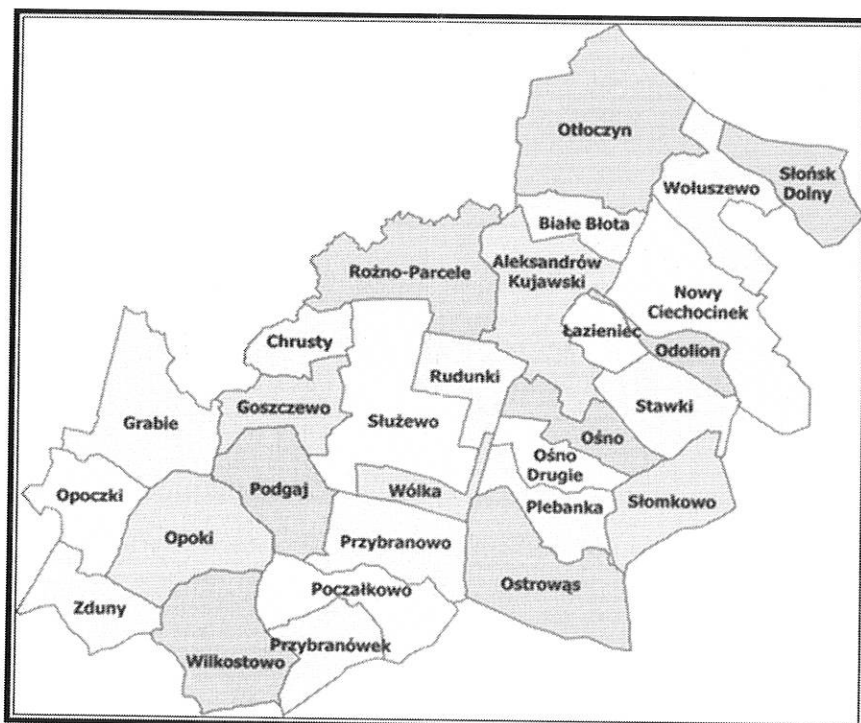 Otłoczyn
Słońsk
Dolny
Wołuszewo
Białe Błota
Aleksandrów
Kujawski
Rożno-Parcele
Nowy
Ciechocinek
Łazieniec
Chrusty
Odolion
Rudunki
Goszczewo
Stawki
Grabie
Służewo
Ośno
Ośno
Drugie
Opoczki
Podgaj
Wólka
Plebanka
Słomkowo
Opoki
Przybranowo
Ostrowąs
Poczałkowo
Zduny
Przybranówek
Wilkostowo